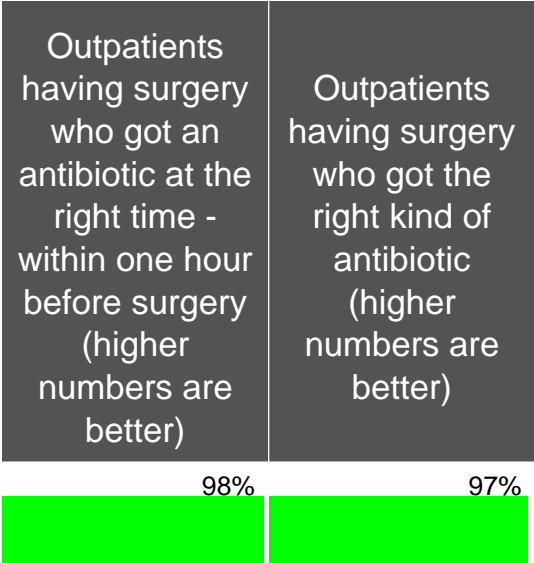 Outpatients
having surgery
who got an
antibiotic at the
right time -
within one hour
before surgery
(higher
numbers are
better)
Outpatients
having surgery
who got the
right kind of
antibiotic
(higher
numbers are
better)
98%
97%